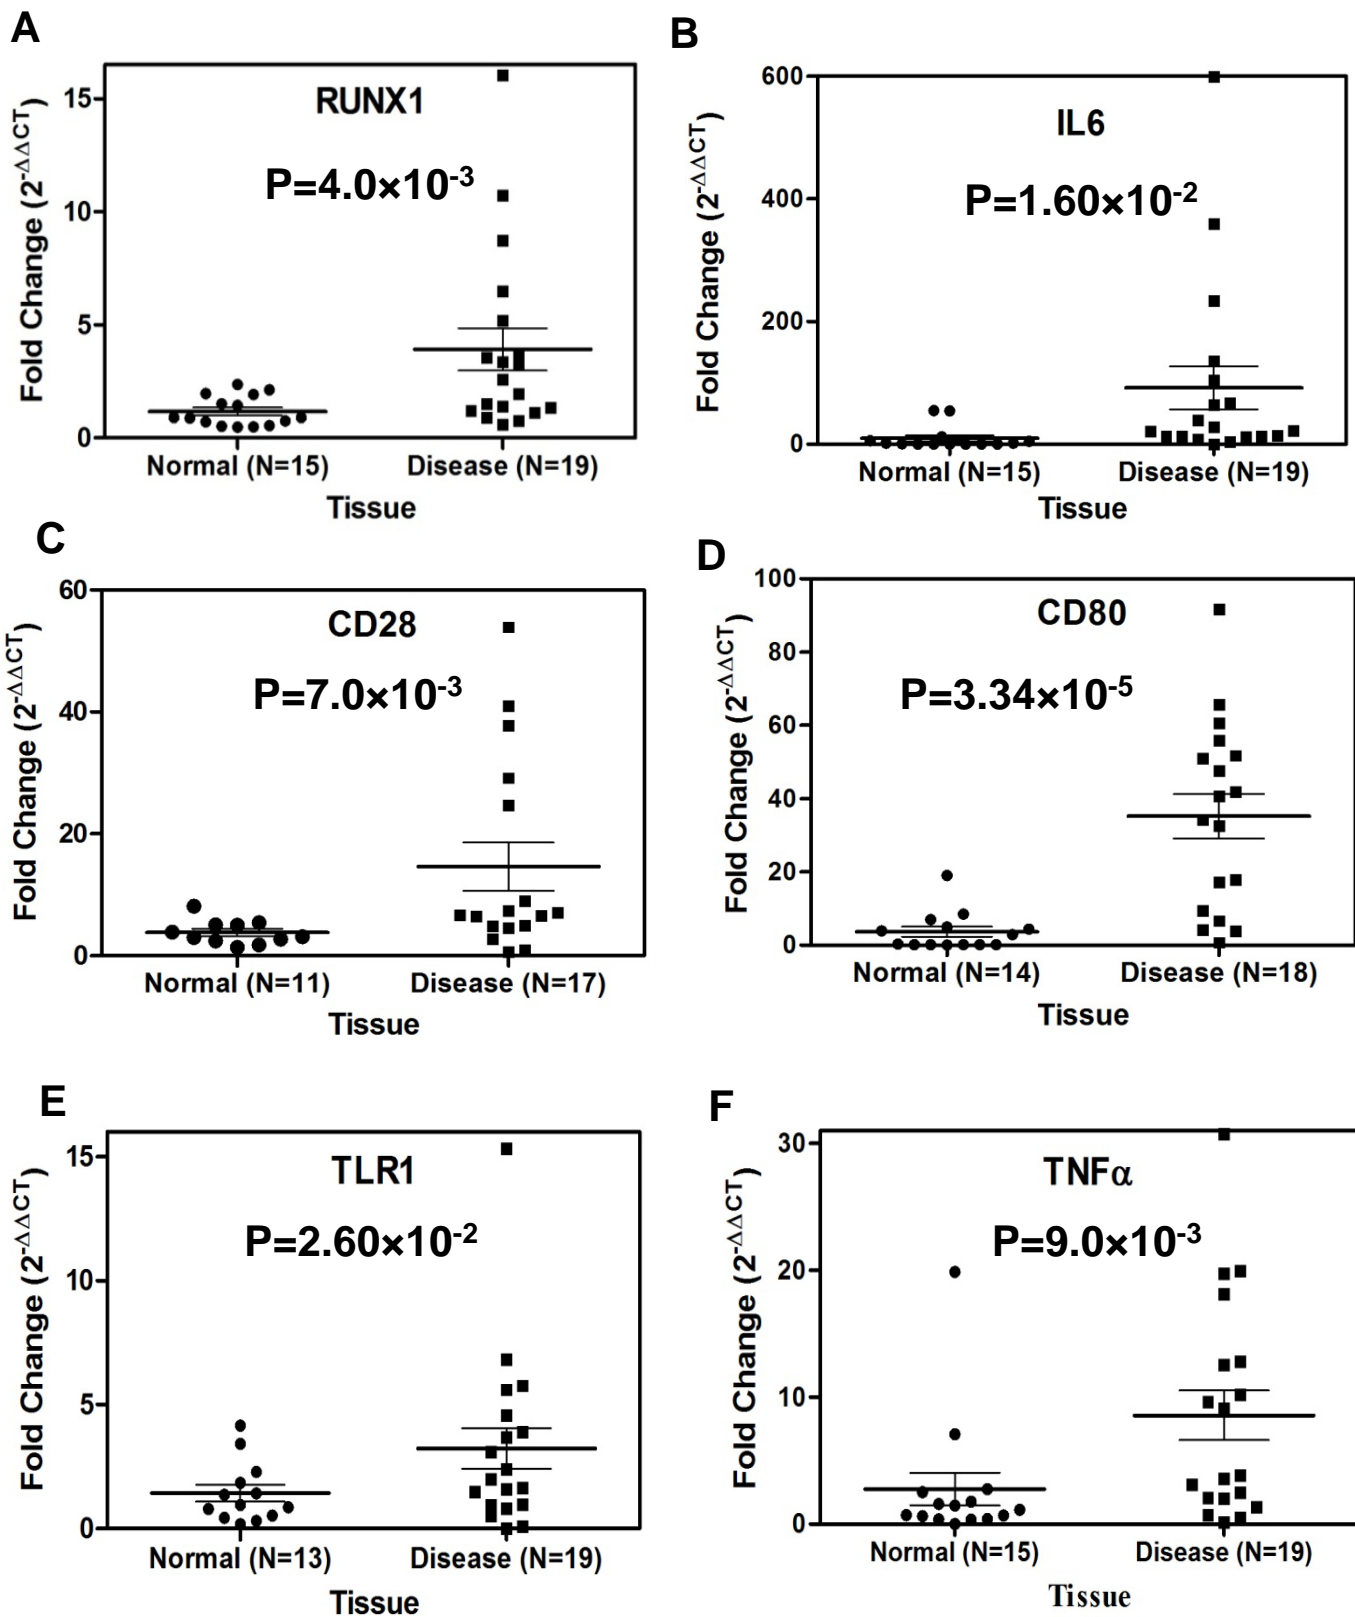 A
RUNX1
P=4.0×10-3
Fold Change (2-ΔΔCT)
15
10
5
0
Normal (N=15) Disease (N=19)
Tissue
B
IL6
P=1.60×10-2
Fold Change (2-ΔΔCT)
600
400
200
0
Normal (N=15) Disease (N=19)
Tissue
C
CD28
P=7.0×10-3
Fold Change (2-ΔΔCT)
60
40
20
0
Normal (N=11) Disease (N=17)
Tissue
D
CD80
P=3.34×10-5
Fold Change (2-ΔΔCT)
100
80
60
40
20
0
Normal (N=14) Disease (N=18)
Tissue
E
TLR1
P=2.60×10-2
Fold Change (2-ΔΔCT)
15
10
5
0
Normal (N=13) Disease (N=19)
Tissue
F
TNFα
P=9.0×10-3
Fold Change (2-ΔΔCT)
30
20
10
0
Normal (N=15) Disease (N=19)
Tissue